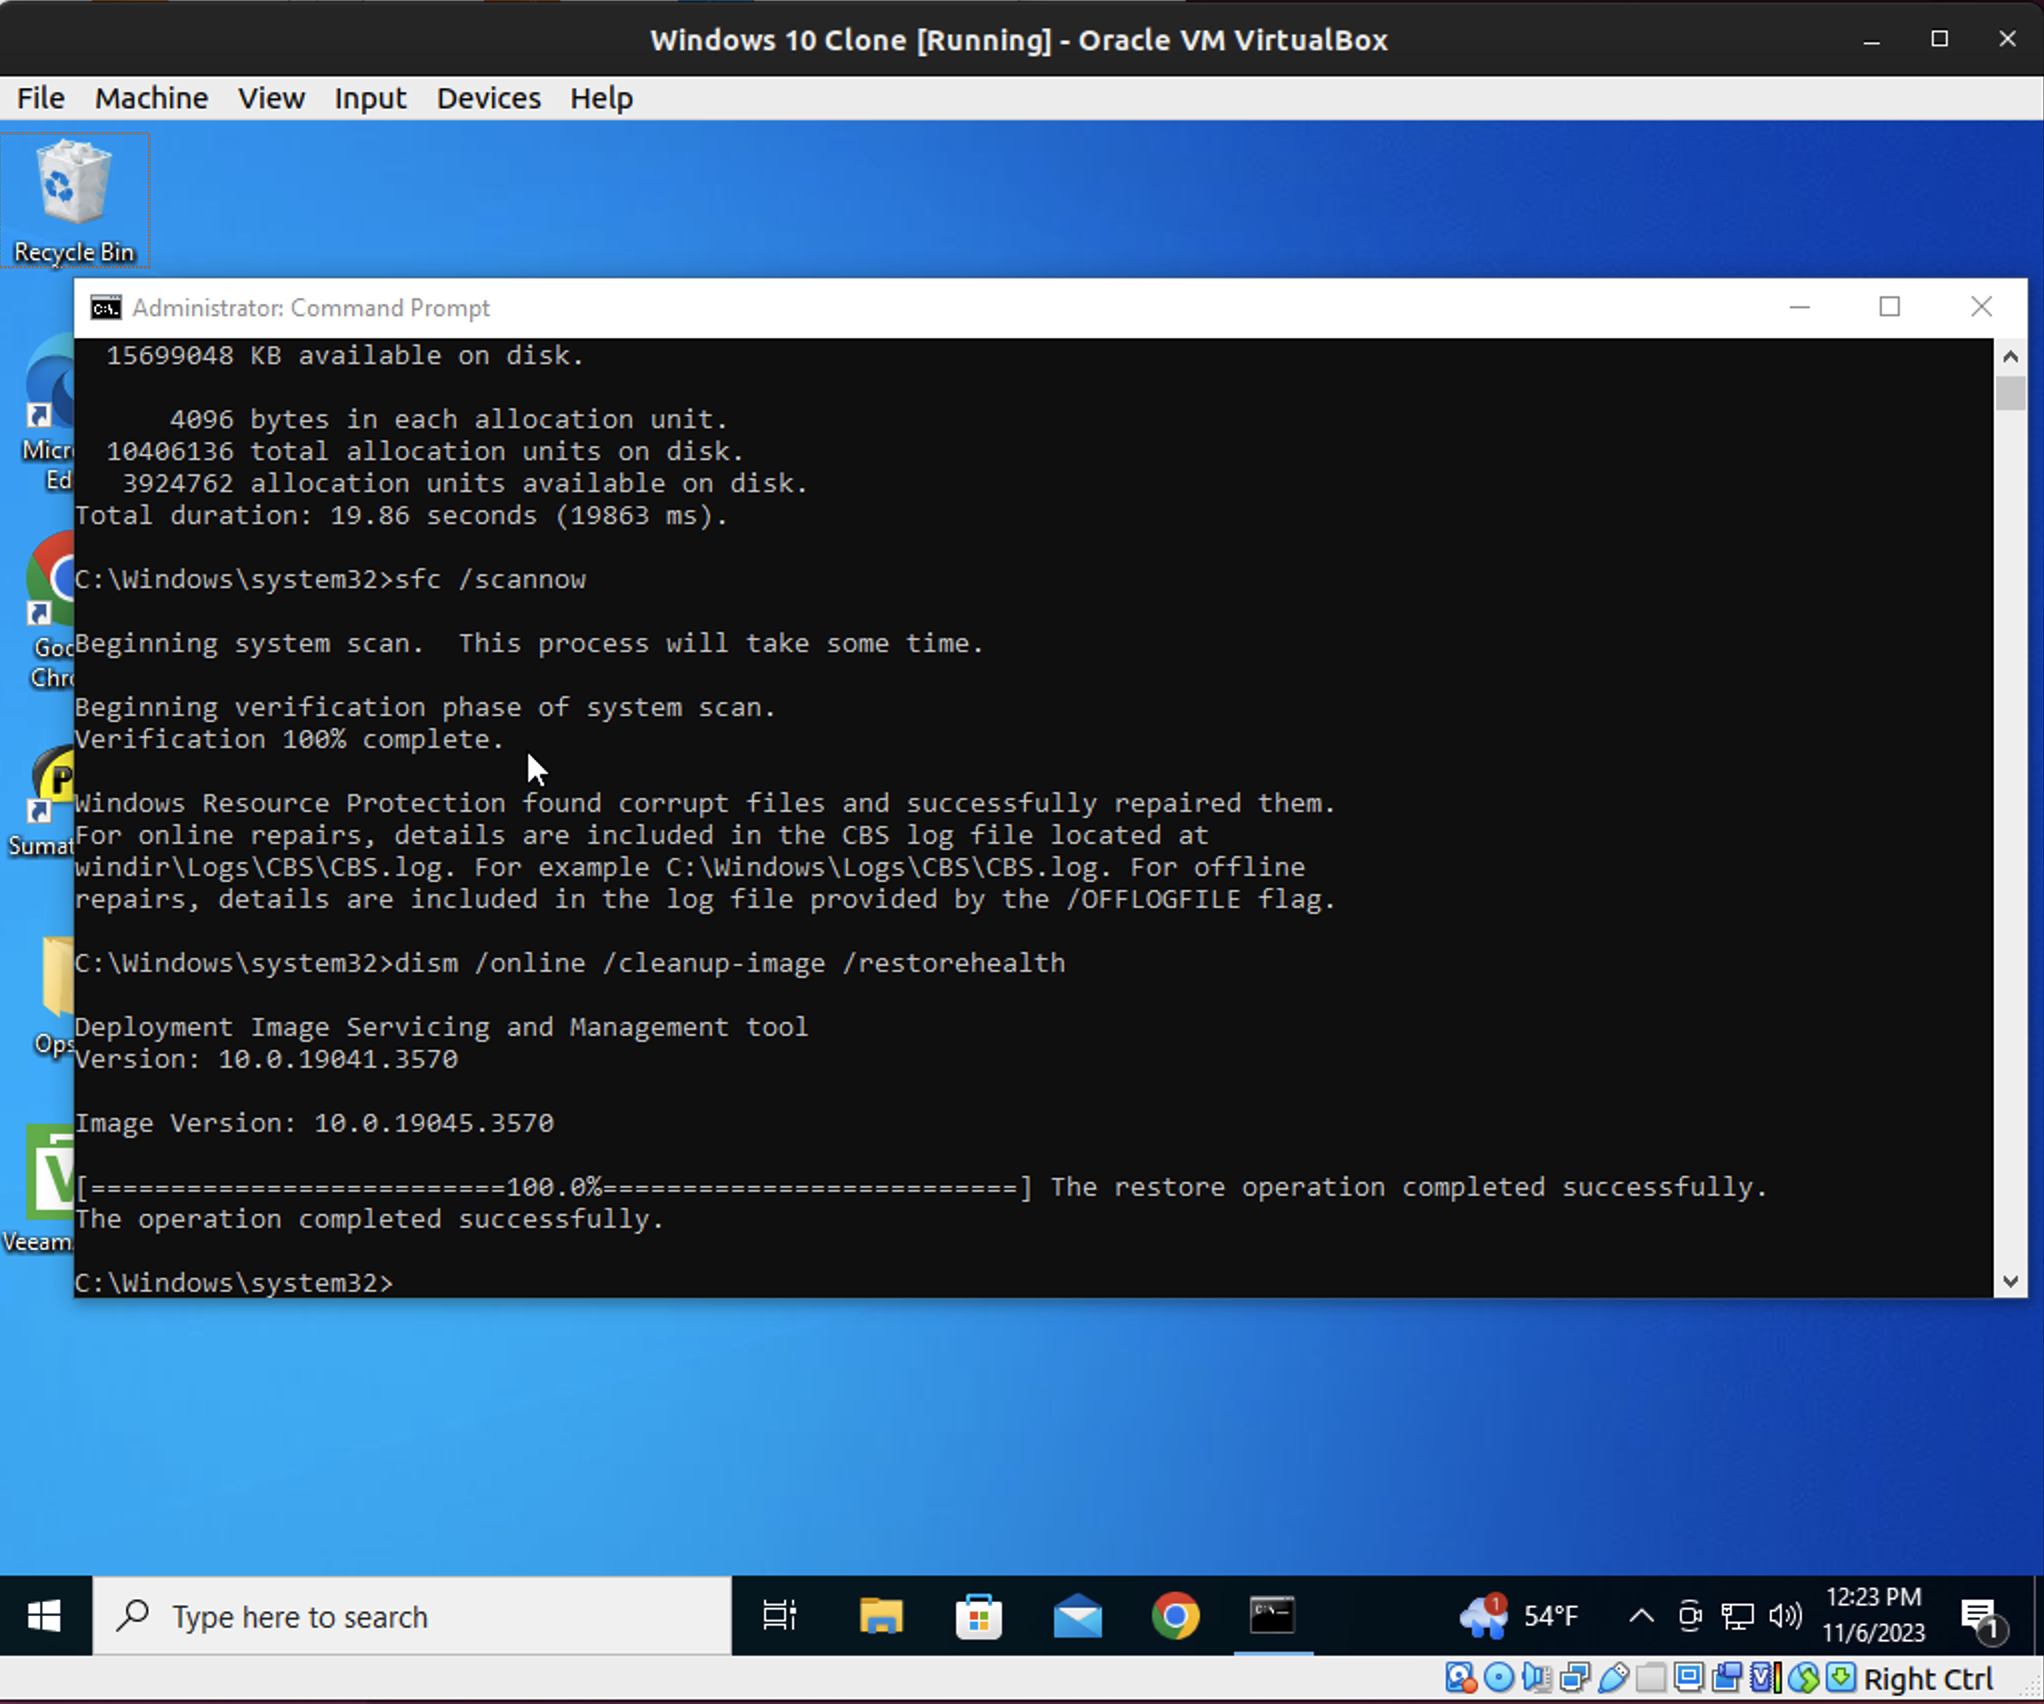 Windows 10 Clone [Running] - Oracle VM VirtualBox
File Machine View Input Devices Help
Recycle Bin
Administrator: Command Prompt
15699048 KB available on disk.
4096 bytes in each allocation unit.
10406136 total allocation units on disk.
3924762 allocation units available on disk.
Total duration: 19.86 seconds (19863 ms).
C:\Windows\system32>sfc /scannow
Beginning system scan.  This process will take some time.
Beginning verification phase of system scan.
Verification 100% complete.
Windows Resource Protection found corrupt files and successfully repaired them.
For online repairs, details are included in the CBS log file located at
windir\Logs\CBS\CBS.log. For example C:\Windows\Logs\CBS\CBS.log. For offline
repairs, details are included in the log file provided by the /OFFLOGFILE flag.
C:\Windows\system32>dism /online /cleanup-image /restorehealth
Deployment Image Servicing and Management tool
Version: 10.0.19041.3570
Image Version: 10.0.19045.3570
[==========================100.0%==========================] The restore operation completed successfully.
The operation completed successfully.
C:\Windows\system32>
Micr
Ed
Goo
Chr
Sumat
Ops
Veeam
Type here to search
1
54°F
12:23 PM
11/6/2023
1
Right Ctrl